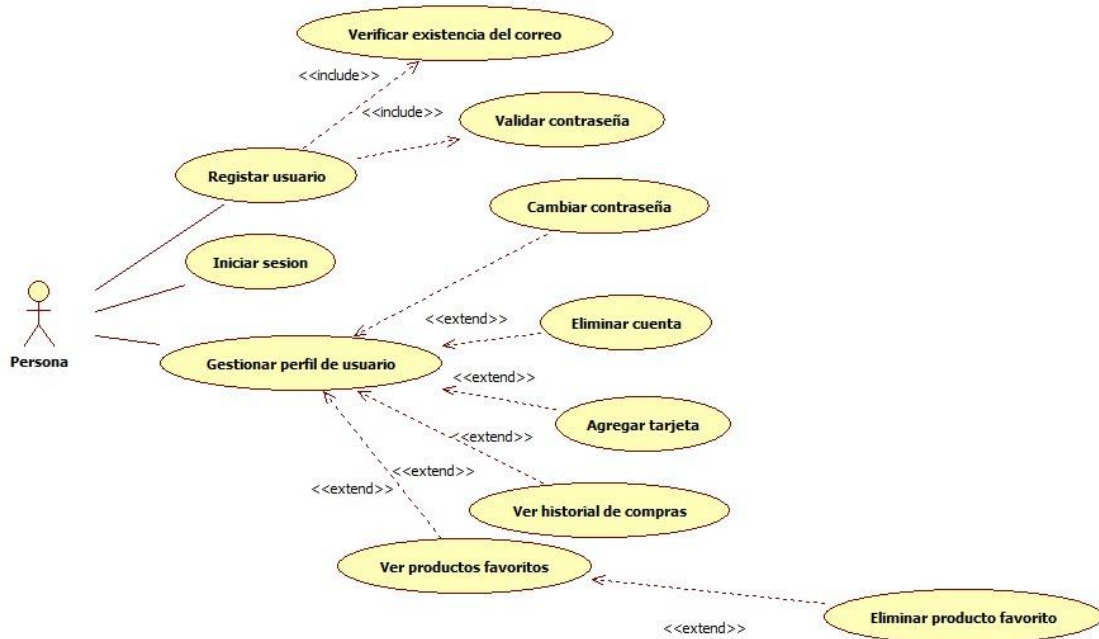 Verificar existencia del correo
<<include>>
<<include>>
Validar contraseña
Registar usuario
Cambiar contraseña
Iniciar sesion
Persona
<<extend>>
Eliminar cuenta
Gestionar perfil de usuario
<<extend>>
Agregar tarjeta
<<extend>>
<<extend>>
<<extend>>
Ver historial de compras
Ver productos favoritos
Eliminar producto favorito
<<extend>>